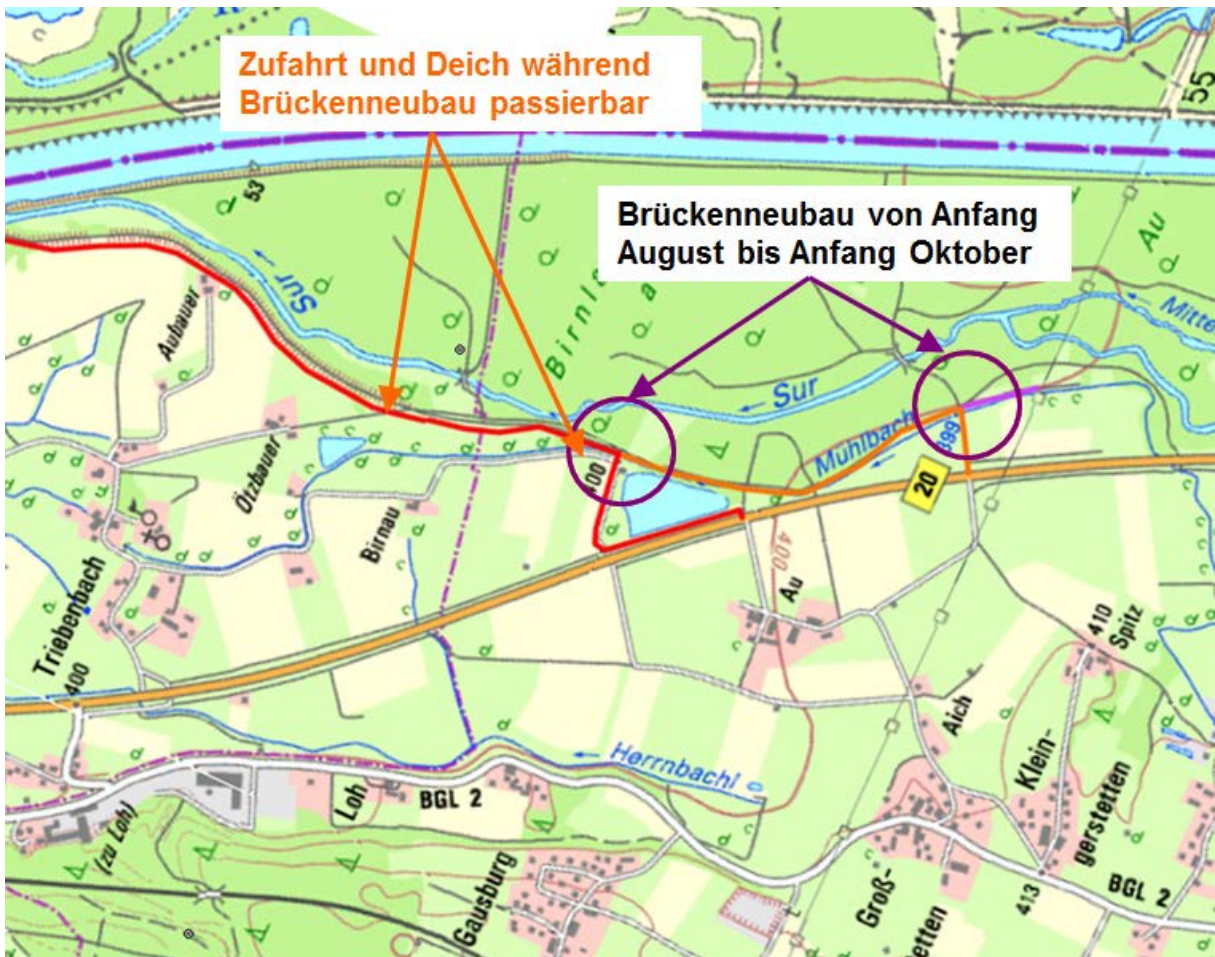 Zufahrt und Deich während
Brückenneubau passierbar
55
53
Brückenneubau von Anfang
August bis Anfang Oktober
Au
Sur
Aubauer
Mitte
Sur
Mühlbach
399
20
Ötzbauer
400
Birnau
400
Au
Triebenbach
400
410
Spitz
Aich
Herrnbachl
Klein-
gerstetten
Loh
BGL 2
(zu Loh)
Gausburg
Groß-
etten
413
BGL 2